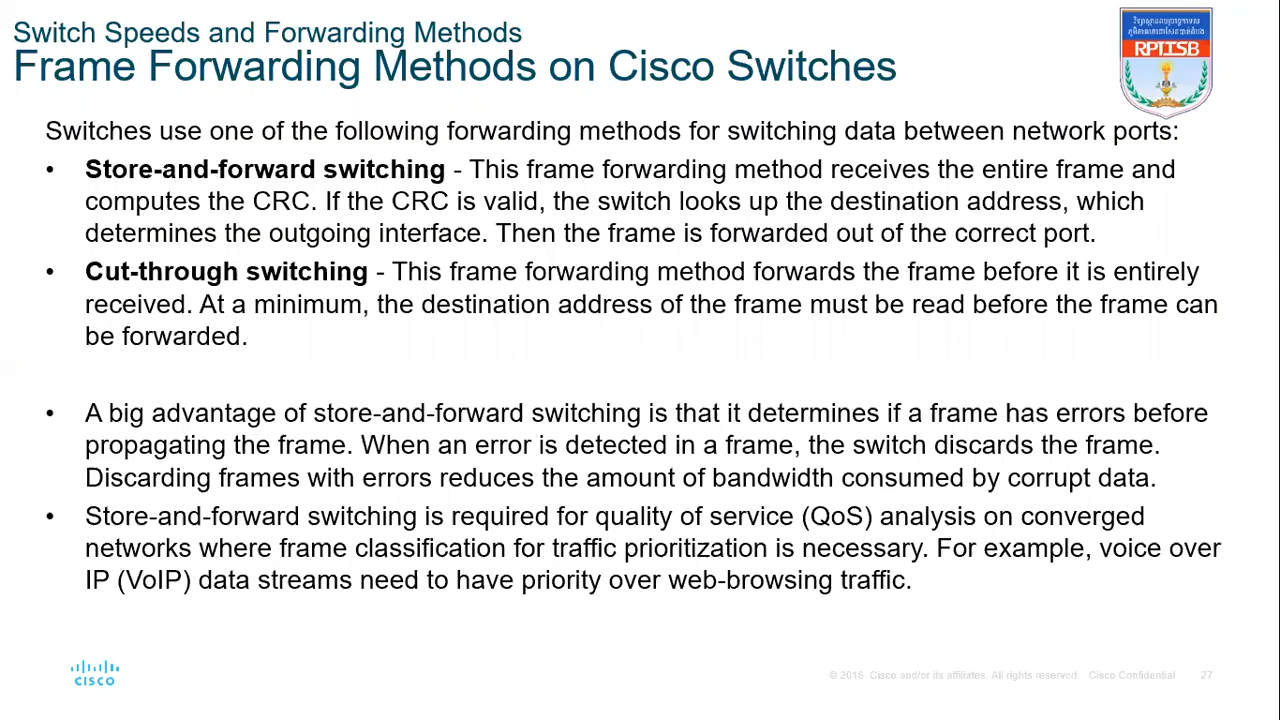 Switch Speeds and Forwarding Methods
Frame Forwarding Methods on Cisco Switches
RPITSB
Switches use one of the following forwarding methods for switching data between network ports:
• Store-and-forward switching - This frame forwarding method receives the entire frame and
computes the CRC. If the CRC is valid, the switch looks up the destination address, which
determines the outgoing interface. Then the frame is forwarded out of the correct port.
• Cut-through switching - This frame forwarding method forwards the frame before it is entirely
received. At a minimum, the destination address of the frame must be read before the frame can
be forwarded.
• A big advantage of store-and-forward switching is that it determines if a frame has errors before
propagating the frame. When an error is detected in a frame, the switch discards the frame.
Discarding frames with errors reduces the amount of bandwidth consumed by corrupt data.
• Store-and-forward switching is required for quality of service (QoS) analysis on converged
networks where frame classification for traffic prioritization is necessary. For example, voice over
IP (VoIP) data streams need to have priority over web-browsing traffic.
CISCO
© 2016 Cisco and/or its affiliates. All rights reserved. Cisco Confidential 27